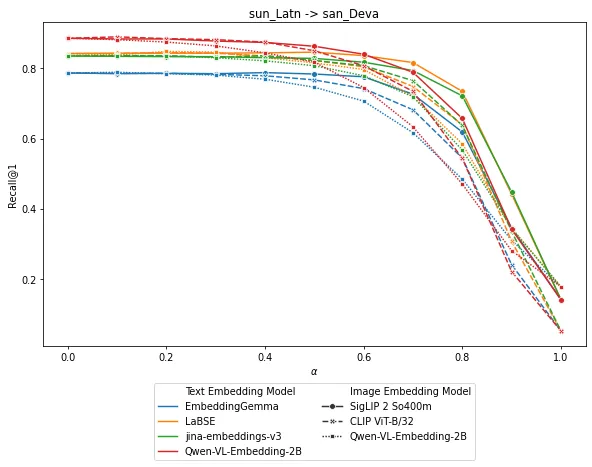 sun_Latn -> san_Deva
Recall@1
0.8
0.6
0.4
0.2
0.0 0.2 0.4 0.6 0.8 1.0
α
Text Embedding Model
EmbeddingGemma
LaBSE
jina-embeddings-v3
Qwen-VL-Embedding-2B
Image Embedding Model
SigLIP 2 So400m
CLIP ViT-B/32
Qwen-VL-Embedding-2B